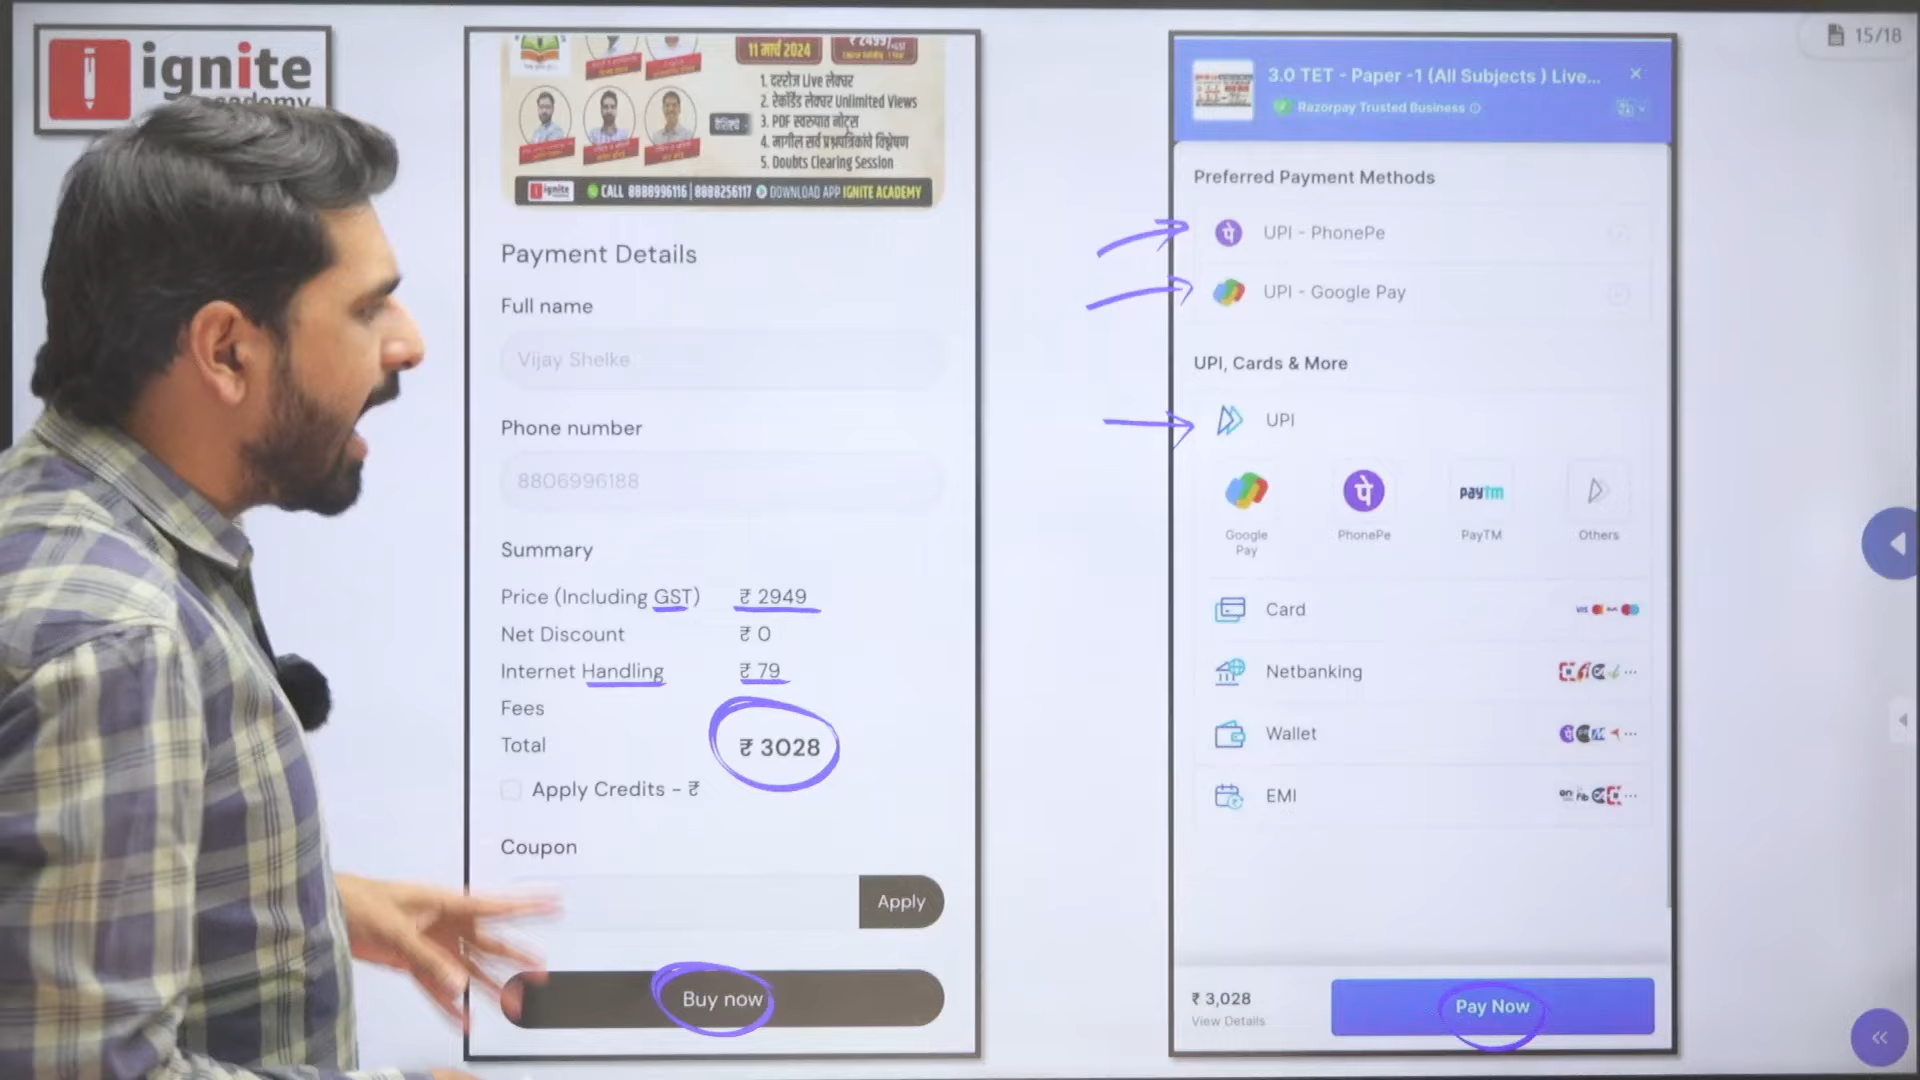 ignite
academy
11 मार्च 2024
₹ 2499/-
1. दररोज Live लेक्चर
2. रेकॉर्डेड लेक्चर Unlimited Views
3. PDF स्वरूपात नोट्स
4. मागील सर्व प्रश्नपत्रिकांचे विश्लेषण
5. Doubts Clearing Session
ignite
CALL 8888996116 | 8888256117 DOWNLOAD APP IGNITE ACADEMY
Payment Details
Full name
Vijay Shelke
Phone number
8806996188
Summary
Price (Including GST) ₹ 2949
Net Discount ₹ 0
Internet Handling ₹ 79
Fees
Total ₹ 3028
Apply Credits - ₹
Coupon
Apply
Buy now
15/18
3.0 TET - Paper -1 (All Subjects ) Live...
Razorpay Trusted Business
Preferred Payment Methods
UPI - PhonePe
UPI - Google Pay
UPI, Cards & More
UPI
paytm
Google
Pay
PhonePe
PayTM
Others
Card
VISA
Netbanking
Wallet
EMI
₹ 3,028
View Details
Pay Now